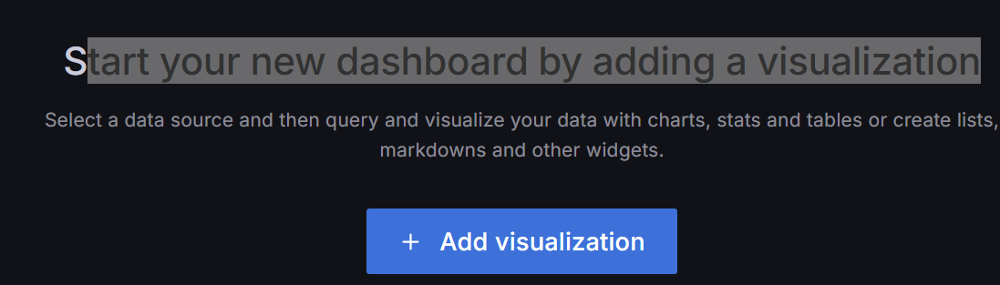 Start your new dashboard by adding a visualization
Select a data source and then query and visualize your data with charts, stats and tables or create lists,
markdowns and other widgets.
+ Add visualization